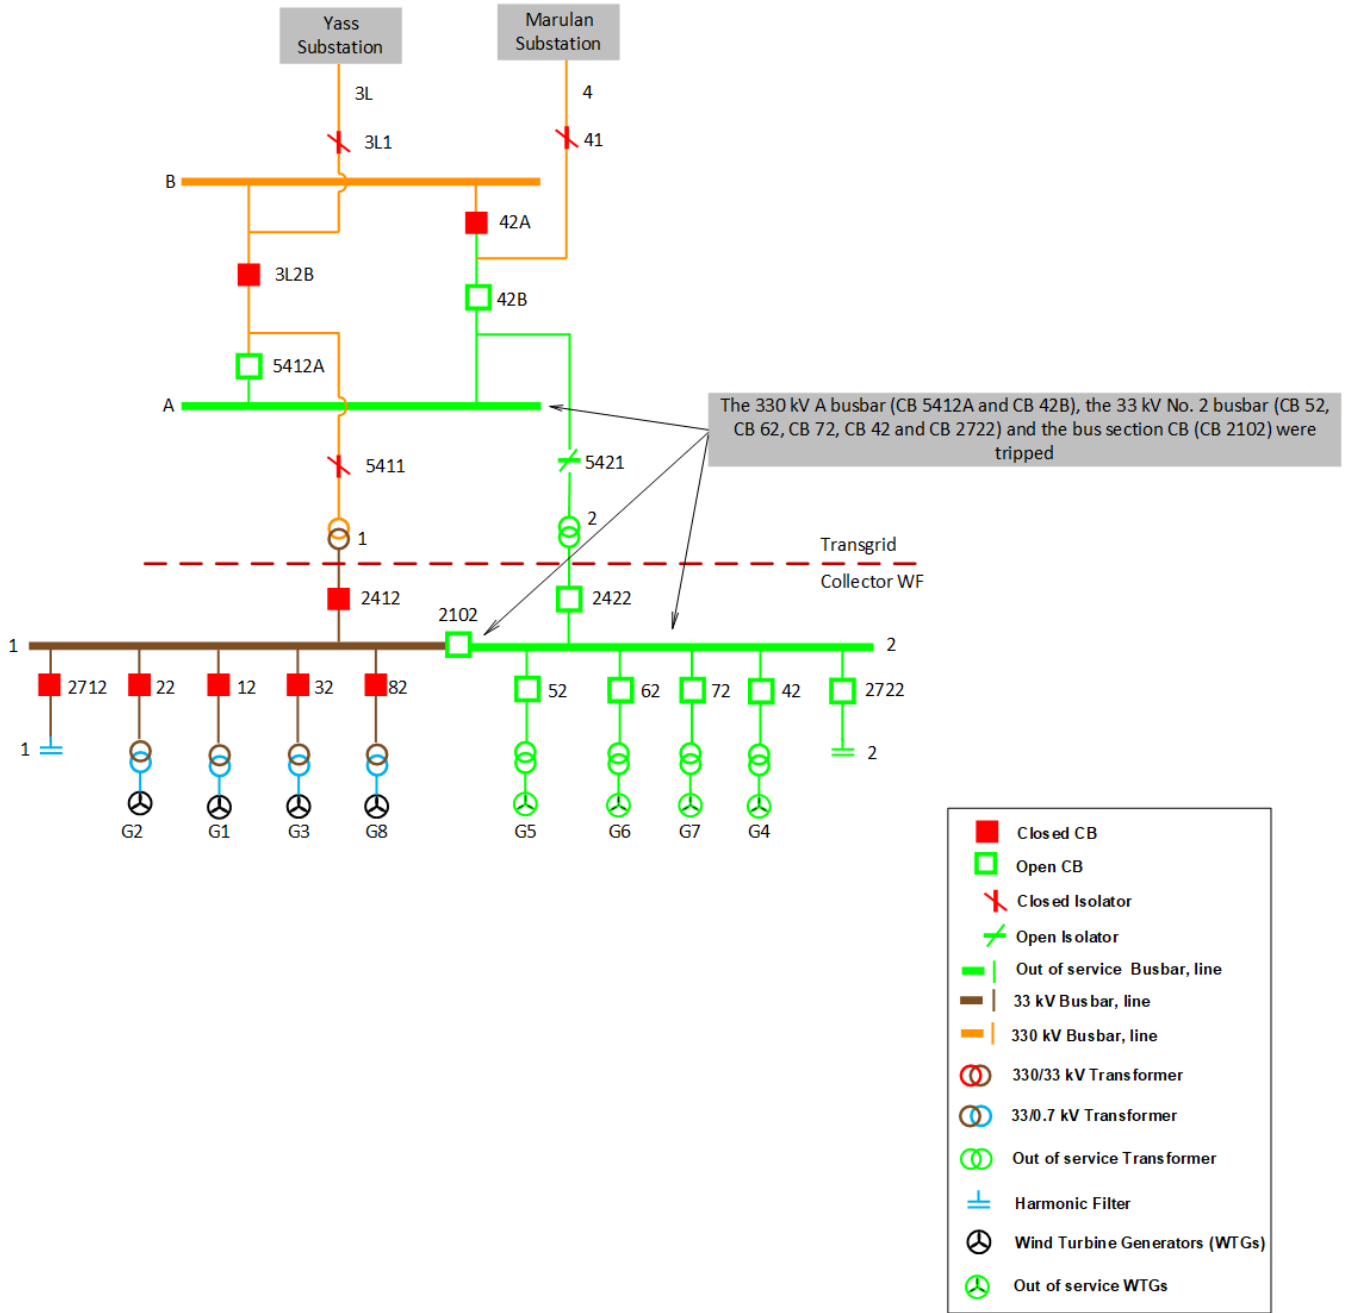 Yass
Substation
Marulan
Substation
3L
4
3L1
41
B
42A
3L2B
42B
5412A
A
The 330 kV A busbar (CB 5412A and CB 42B), the 33 kV No. 2 busbar (CB 52,
CB 62, CB 72, CB 42 and CB 2722) and the bus section CB (CB 2102) were
tripped
5411
5421
2
1
Transgrid
Collector WF
2412
2422
2102
1
2
2712
22
12
32
82
52
62
72
42
2722
1
2
G2
G1
G3
G8
G5
G6
G7
G4
Closed CB
Open CB
Closed Isolator
Open Isolator
Out of service Busbar, line
33 kV Busbar, line
330 kV Busbar, line
330/33 kV Transformer
33/0.7 kV Transformer
Out of service Transformer
Harmonic Filter
Wind Turbine Generators (WTGs)
Out of service WTGs